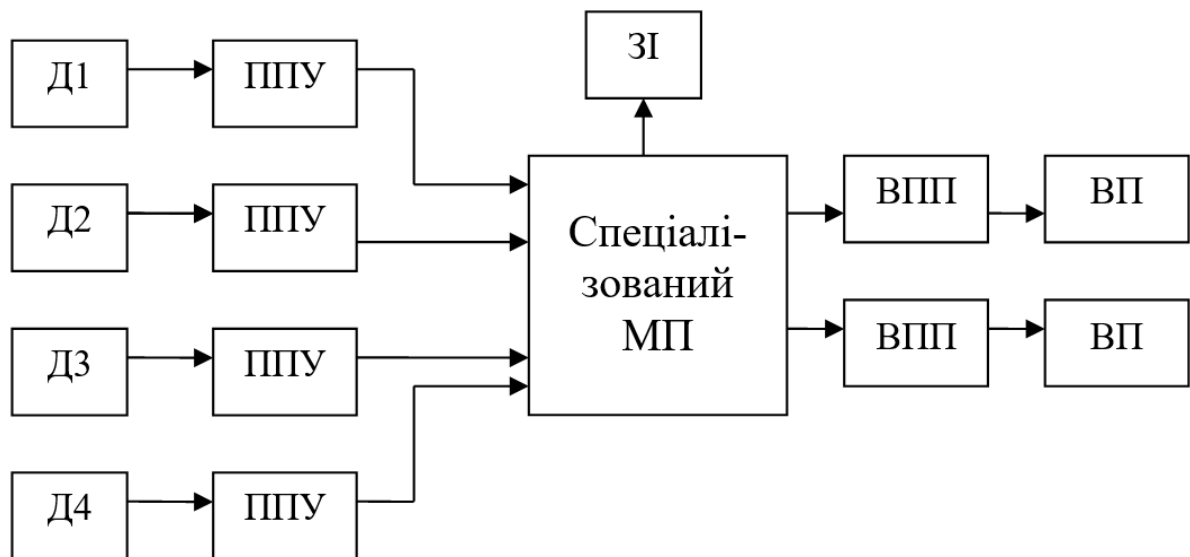 ЗІ
Д1
ППУ
Д2
ППУ
ВПП
ВП
Спеціалі-
зований
МП
Д3
ППУ
ВПП
ВП
Д4
ППУ